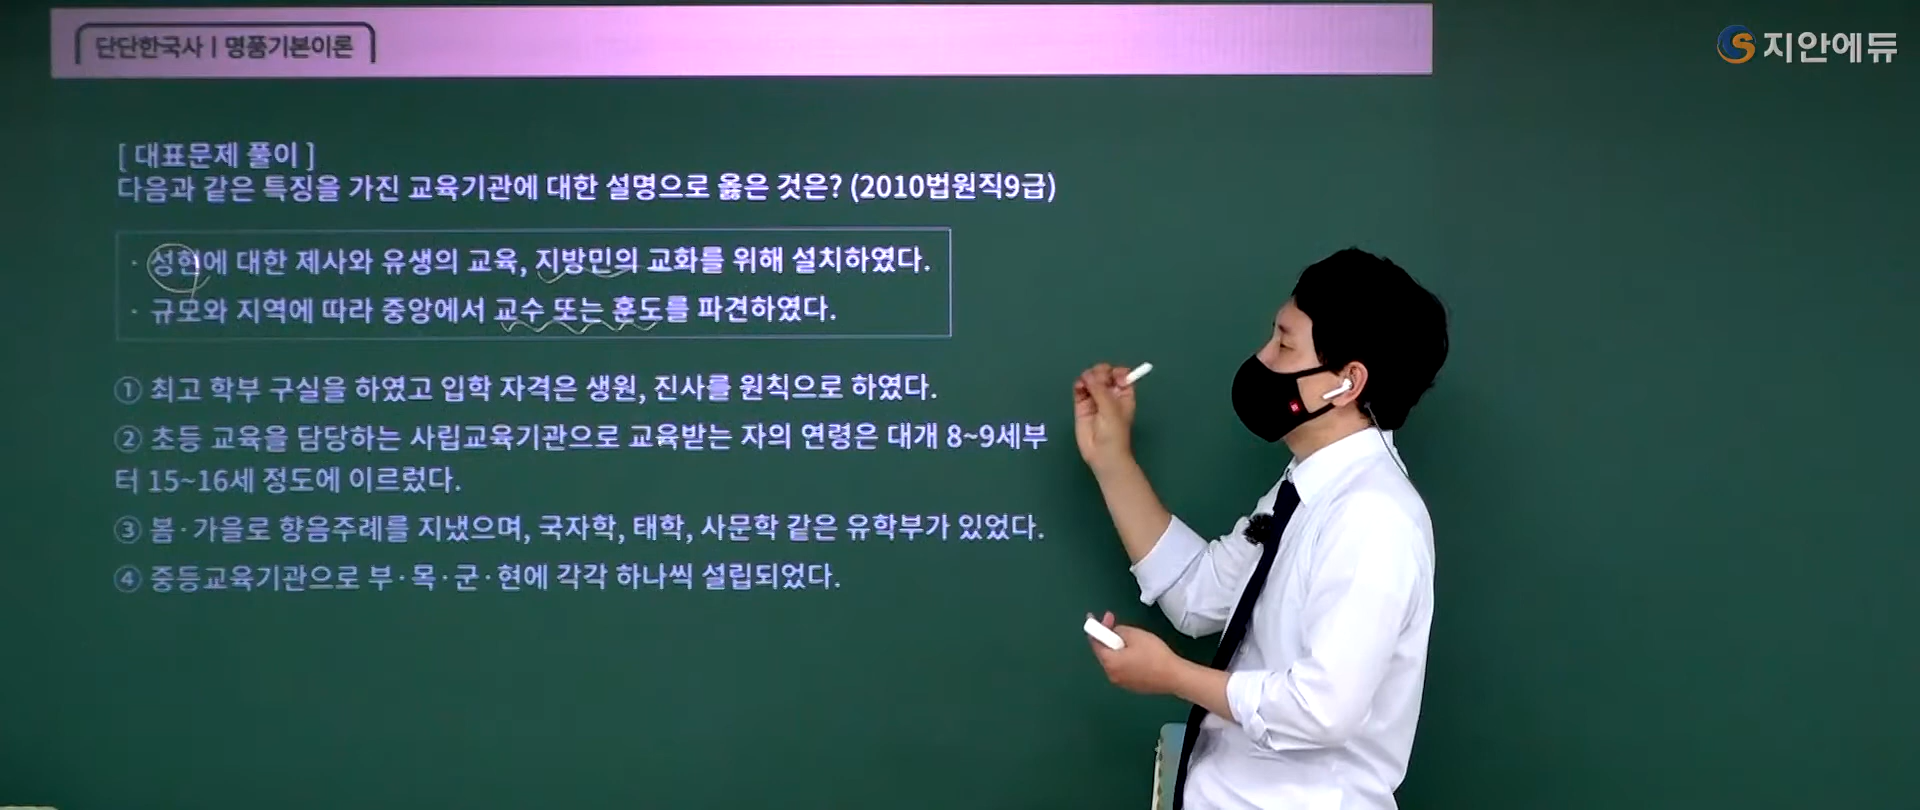 단단한국사 | 명품기본이론
지안에듀
[ 대표문제 풀이 ]
다음과 같은 특징을 가진 교육기관에 대한 설명으로 옳은 것은? (2010법원직9급)
· 성현에 대한 제사와 유생의 교육, 지방민의 교화를 위해 설치하였다.
· 규모와 지역에 따라 중앙에서 교수 또는 훈도를 파견하였다.
① 최고 학부 구실을 하였고 입학 자격은 생원, 진사를 원칙으로 하였다.
② 초등 교육을 담당하는 사립교육기관으로 교육받는 자의 연령은 대개 8~9세부
터 15~16세 정도에 이르렀다.
③ 봄·가을로 향음주례를 지냈으며, 국자학, 태학, 사문학 같은 유학부가 있었다.
④ 중등교육기관으로 부·목·군·현에 각각 하나씩 설립되었다.